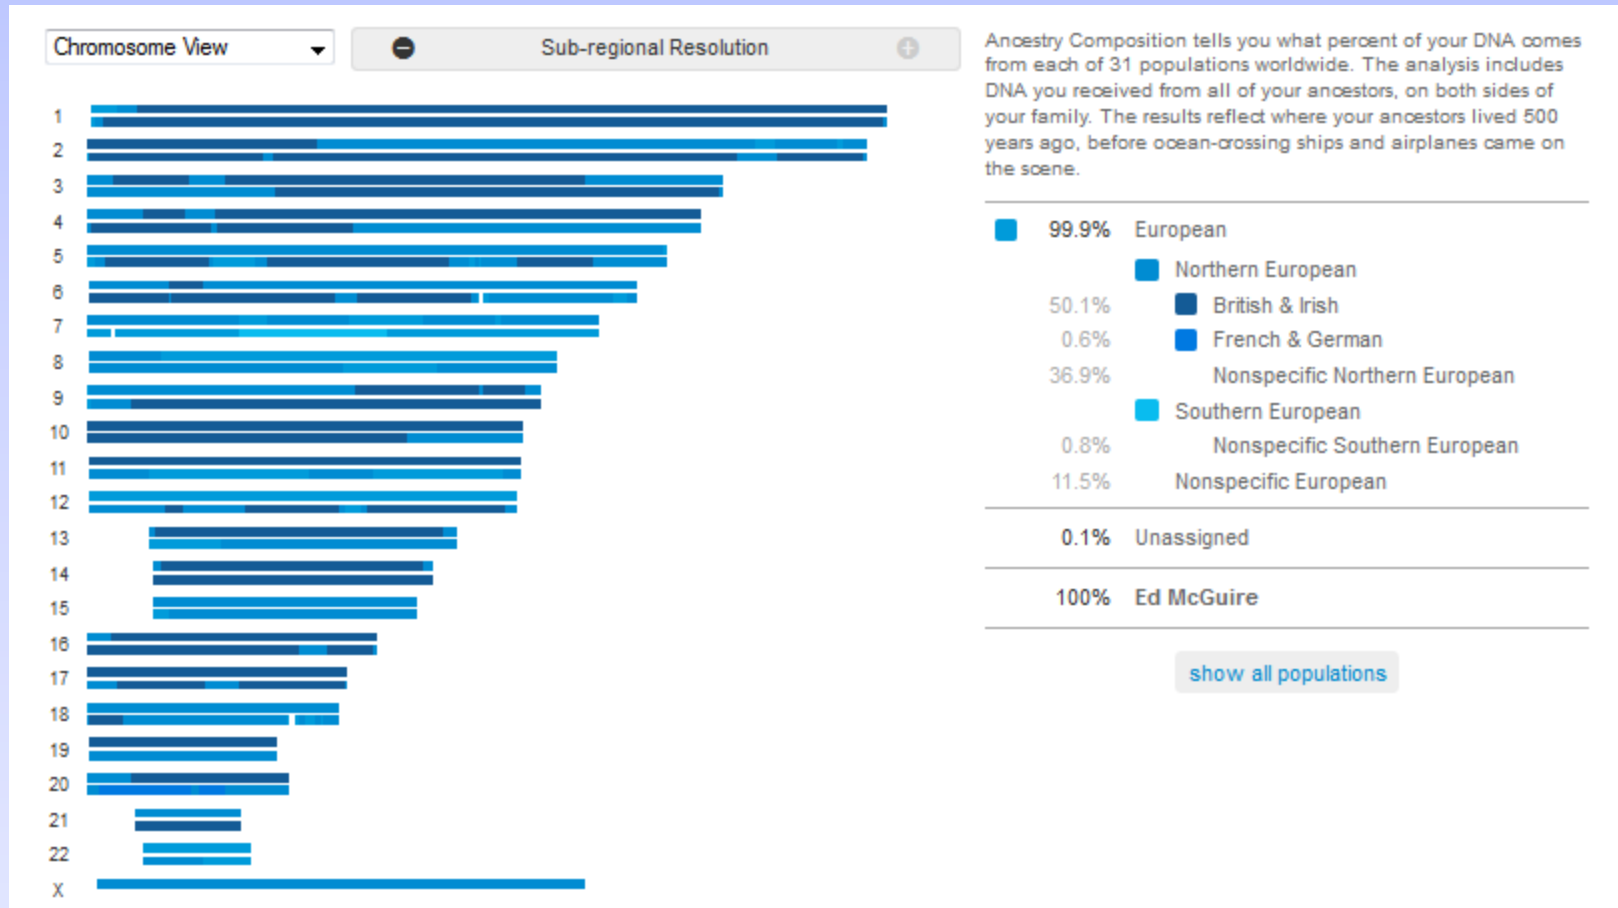 Chromosome View
Sub-regional Resolution
1
2
3
4
5
6
7
8
9
10
11
12
13
14
15
16
17
18
19
20
21
22
X
Ancestry Composition tells you what percent of your DNA comes
from each of 31 populations worldwide. The analysis includes
DNA you received from all of your ancestors, on both sides of
your family. The results reflect where your ancestors lived 500
years ago, before ocean-crossing ships and airplanes came on
the scene.
99.9% European
Northern European
50.1% British & Irish
0.6% French & German
36.9% Nonspecific Northern European
Southern European
0.8% Nonspecific Southern European
11.5% Nonspecific European
0.1% Unassigned
100% Ed McGuire
show all populations